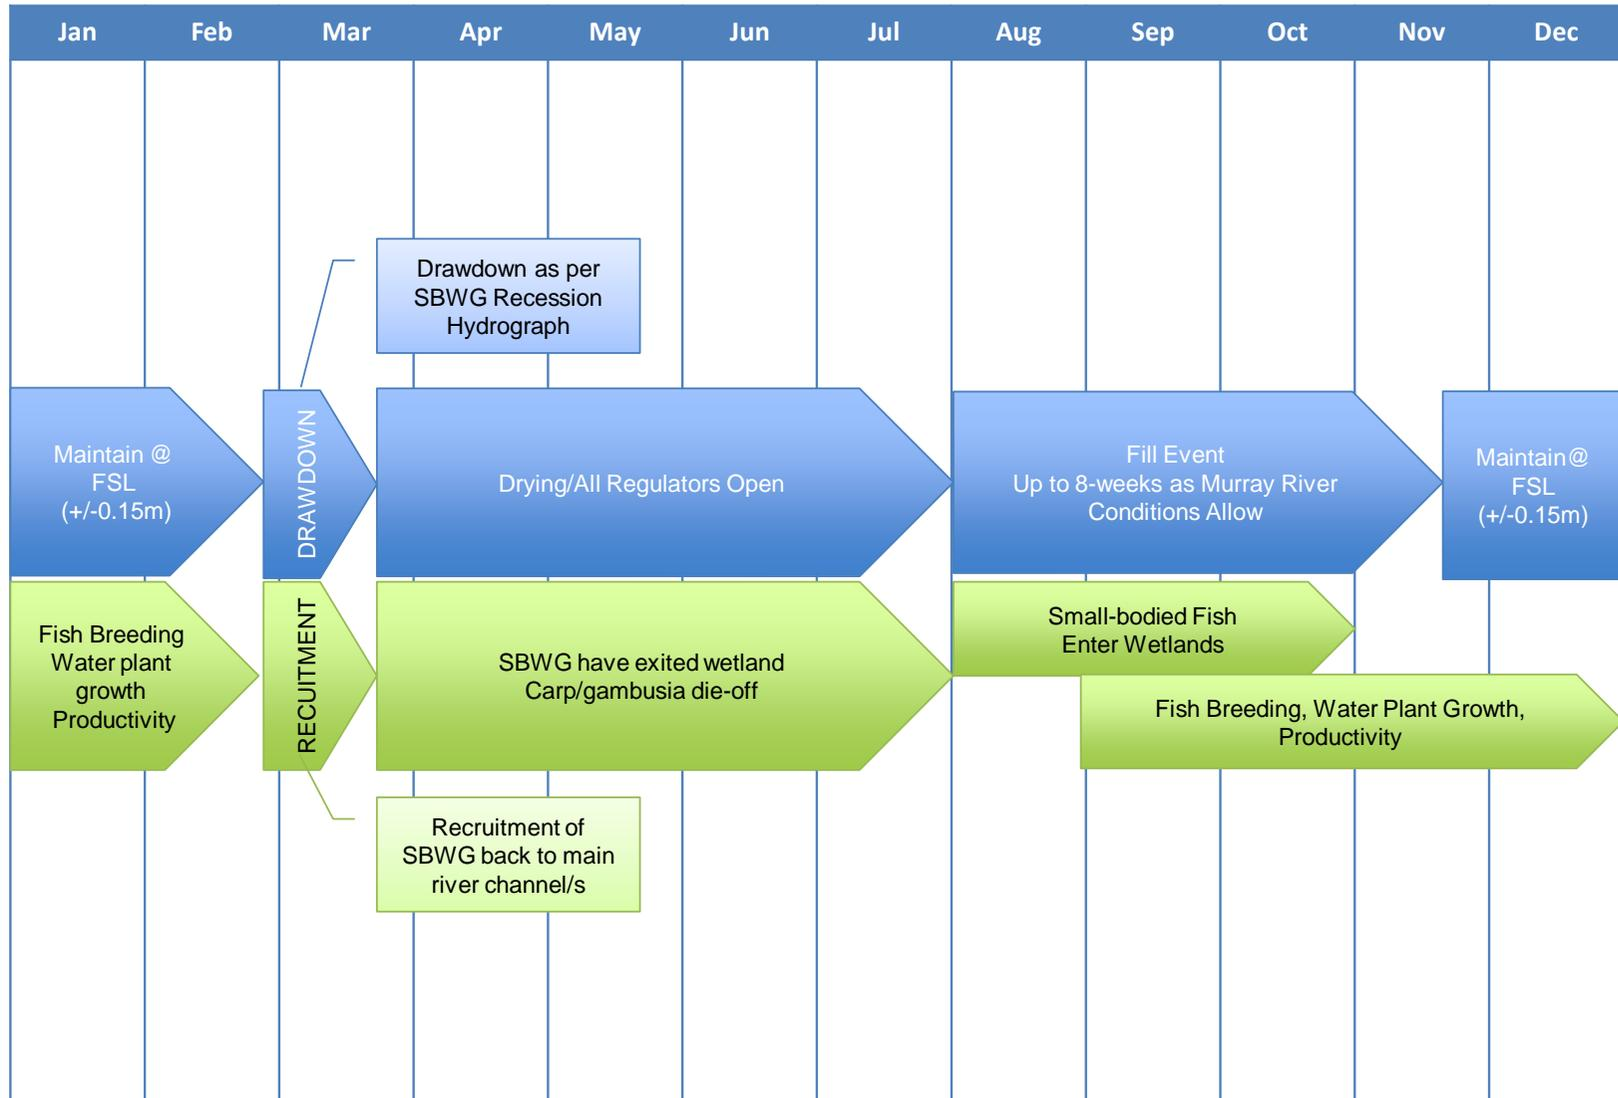 Jan Feb Mar Apr May Jun Jul Aug Sep Oct Nov Dec
Drawdown as per
SBWG Recession
Hydrograph
Maintain @
FSL
(+/-0.15m)
DRAWDOWN
Drying/All Regulators Open
Fill Event
Up to 8-weeks as Murray River
Conditions Allow
Maintain@
FSL
(+/-0.15m)
Fish Breeding
Water plant
growth
Productivity
RECUITMENT
SBWG have exited wetland
Carp/gambusia die-off
Small-bodied Fish
Enter Wetlands
Fish Breeding, Water Plant Growth,
Productivity
Recruitment of
SBWG back to main
river channel/s